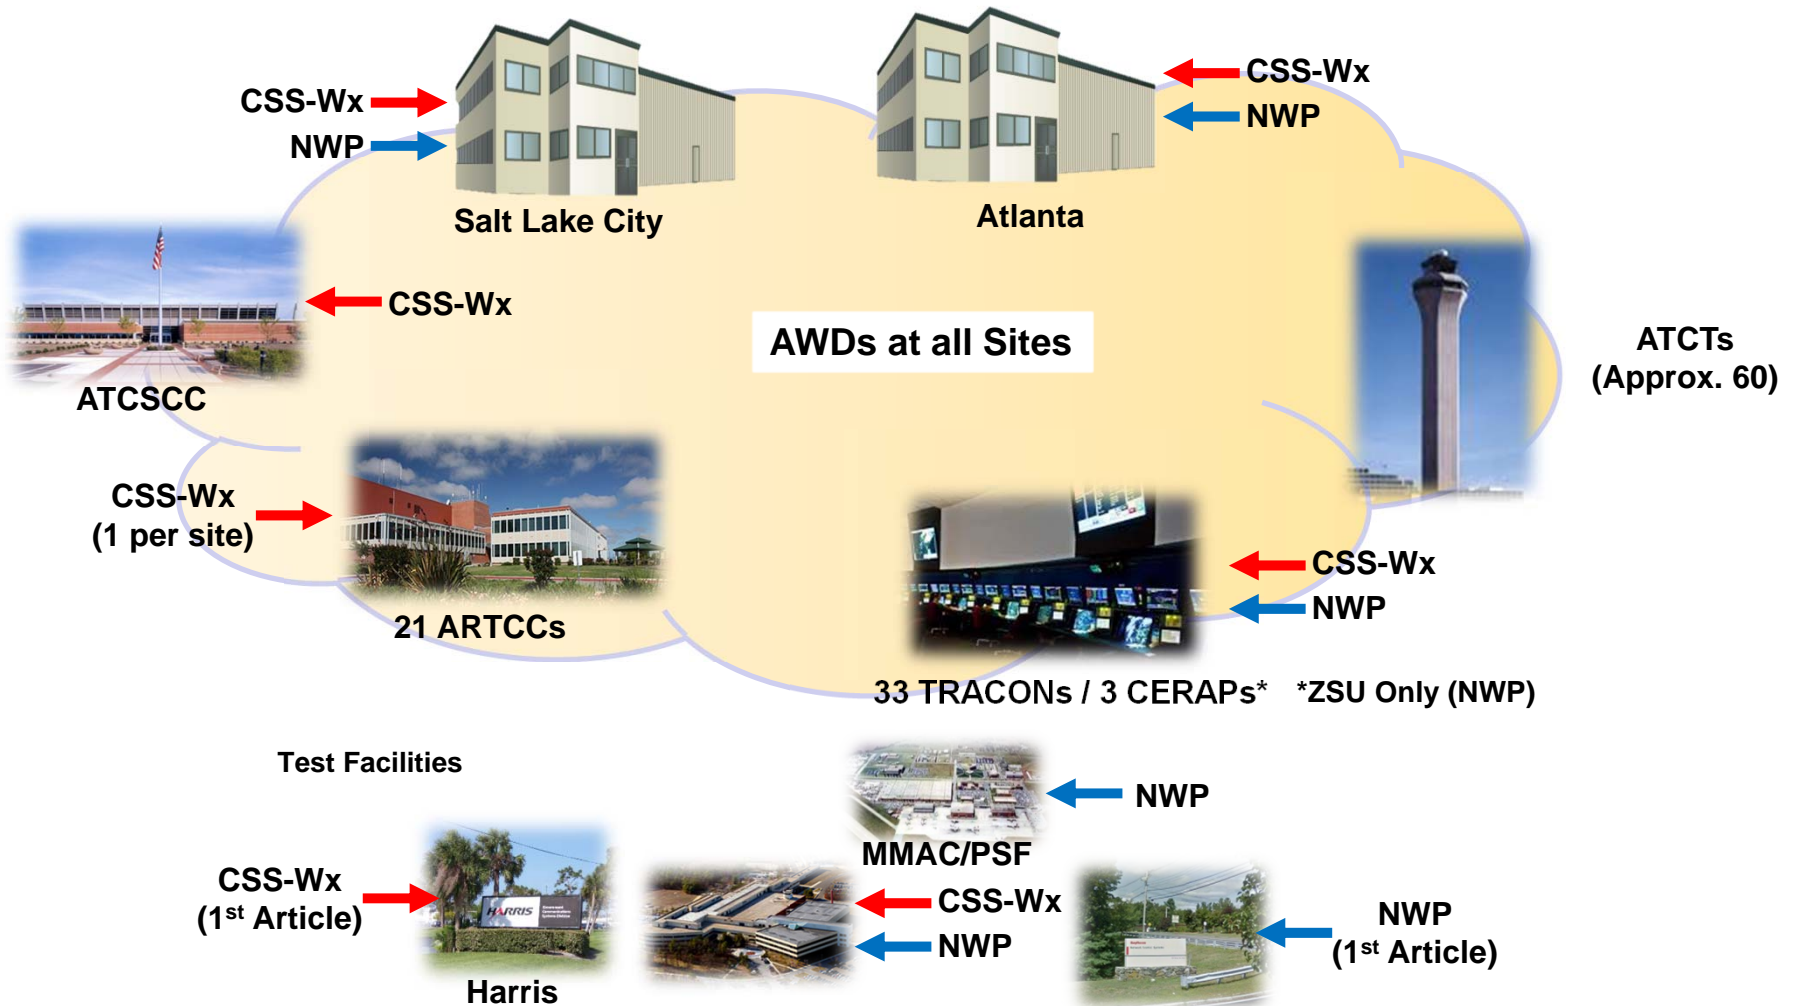 CSS-Wx
NWP
CSS-Wx
NWP
Salt Lake City
Atlanta
CSS-Wx
ATCSCC
AWDs at all Sites
ATCTs
(Approx. 60)
CSS-Wx
(1 per site)
21 ARTCCs
CSS-Wx
NWP
33 TRACONs / 3 CERAPs*
*ZSU Only (NWP)
Test Facilities
NWP
MMAC/PSF
CSS-Wx
(1st Article)
HARRIS
Harris
CSS-Wx
NWP
NWP
(1st Article)